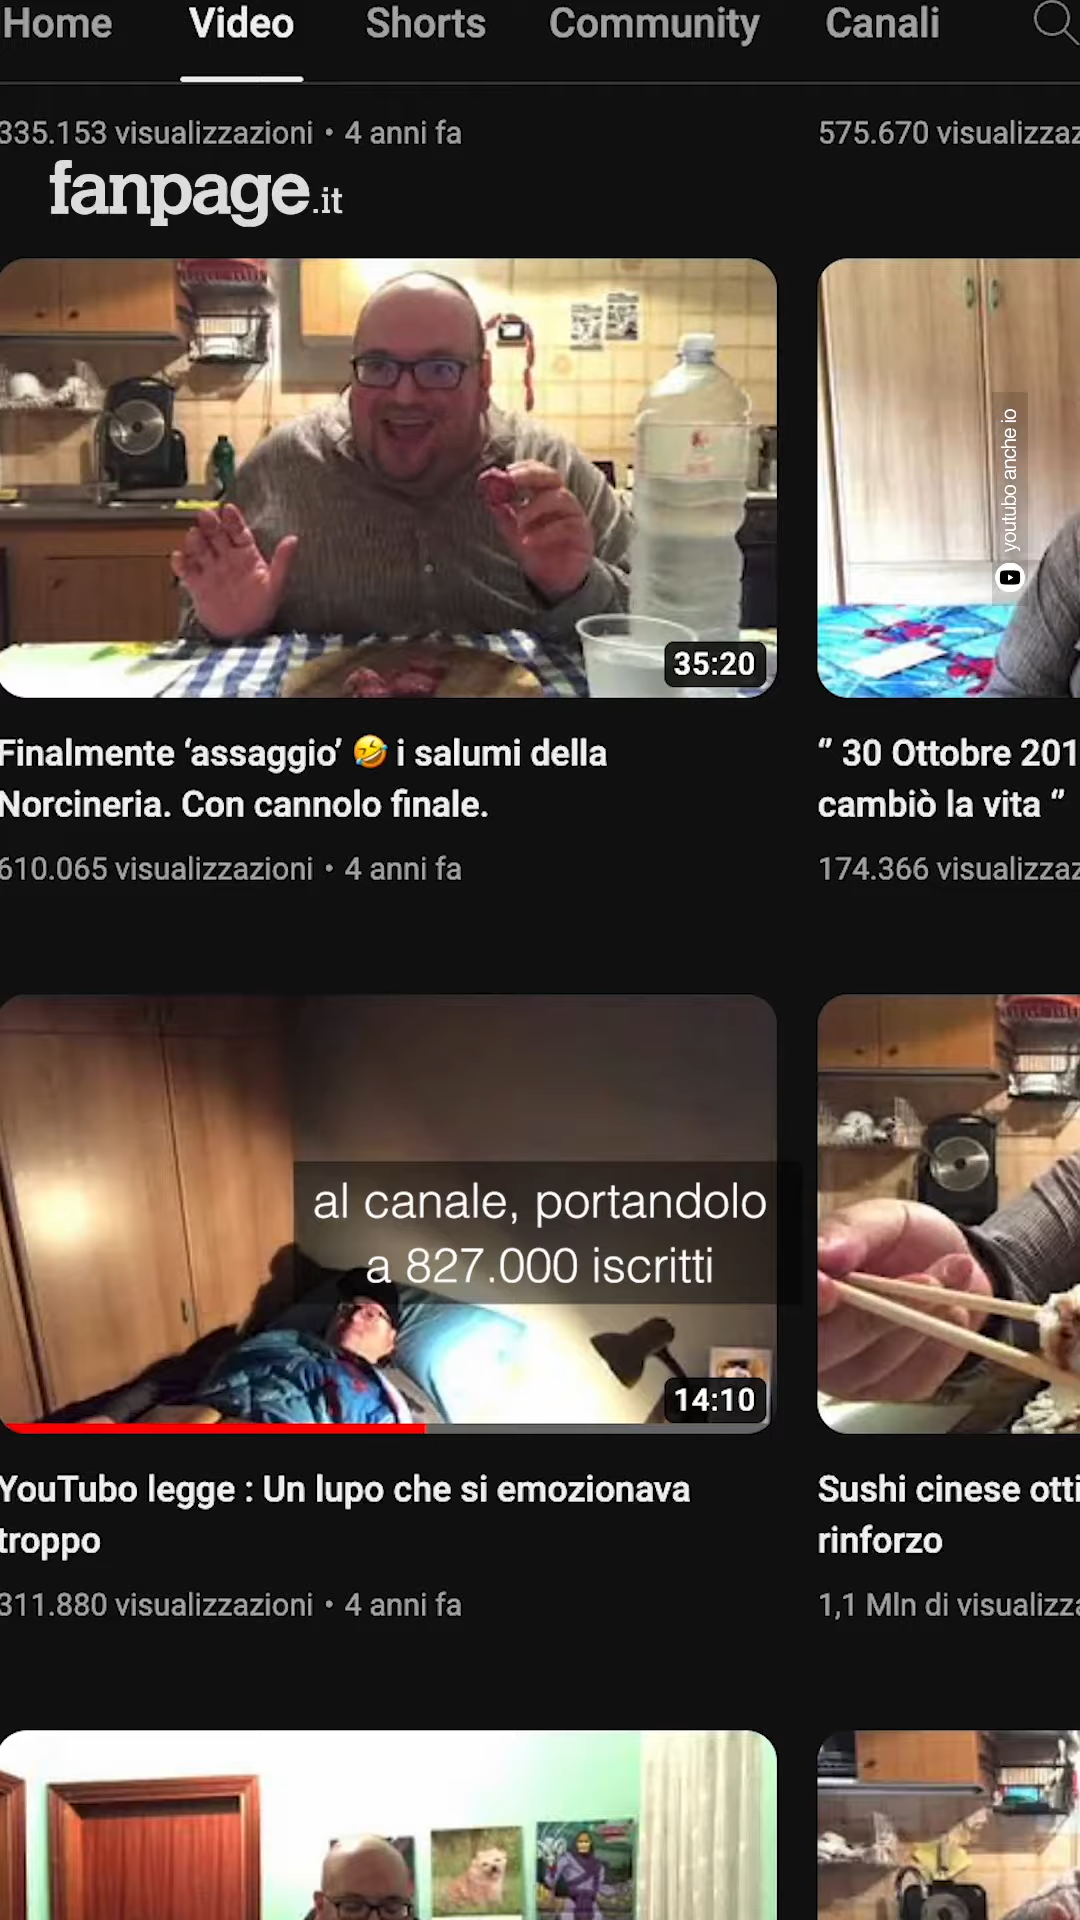 Home Video Shorts Community Canali
335.153 visualizzazioni • 4 anni fa
575.670 visualizzaz
fanpage.it
youtubo anche io
35:20
Finalmente ‘assaggio’ 🤣 i salumi della
Norcineria. Con cannolo finale.
610.065 visualizzazioni • 4 anni fa
“ 30 Ottobre 201
cambiò la vita ”
174.366 visualizzaz
al canale, portandolo
a 827.000 iscritti
14:10
YouTubo legge : Un lupo che si emozionava
troppo
311.880 visualizzazioni • 4 anni fa
Sushi cinese otti
rinforzo
1,1 Mln di visualizza